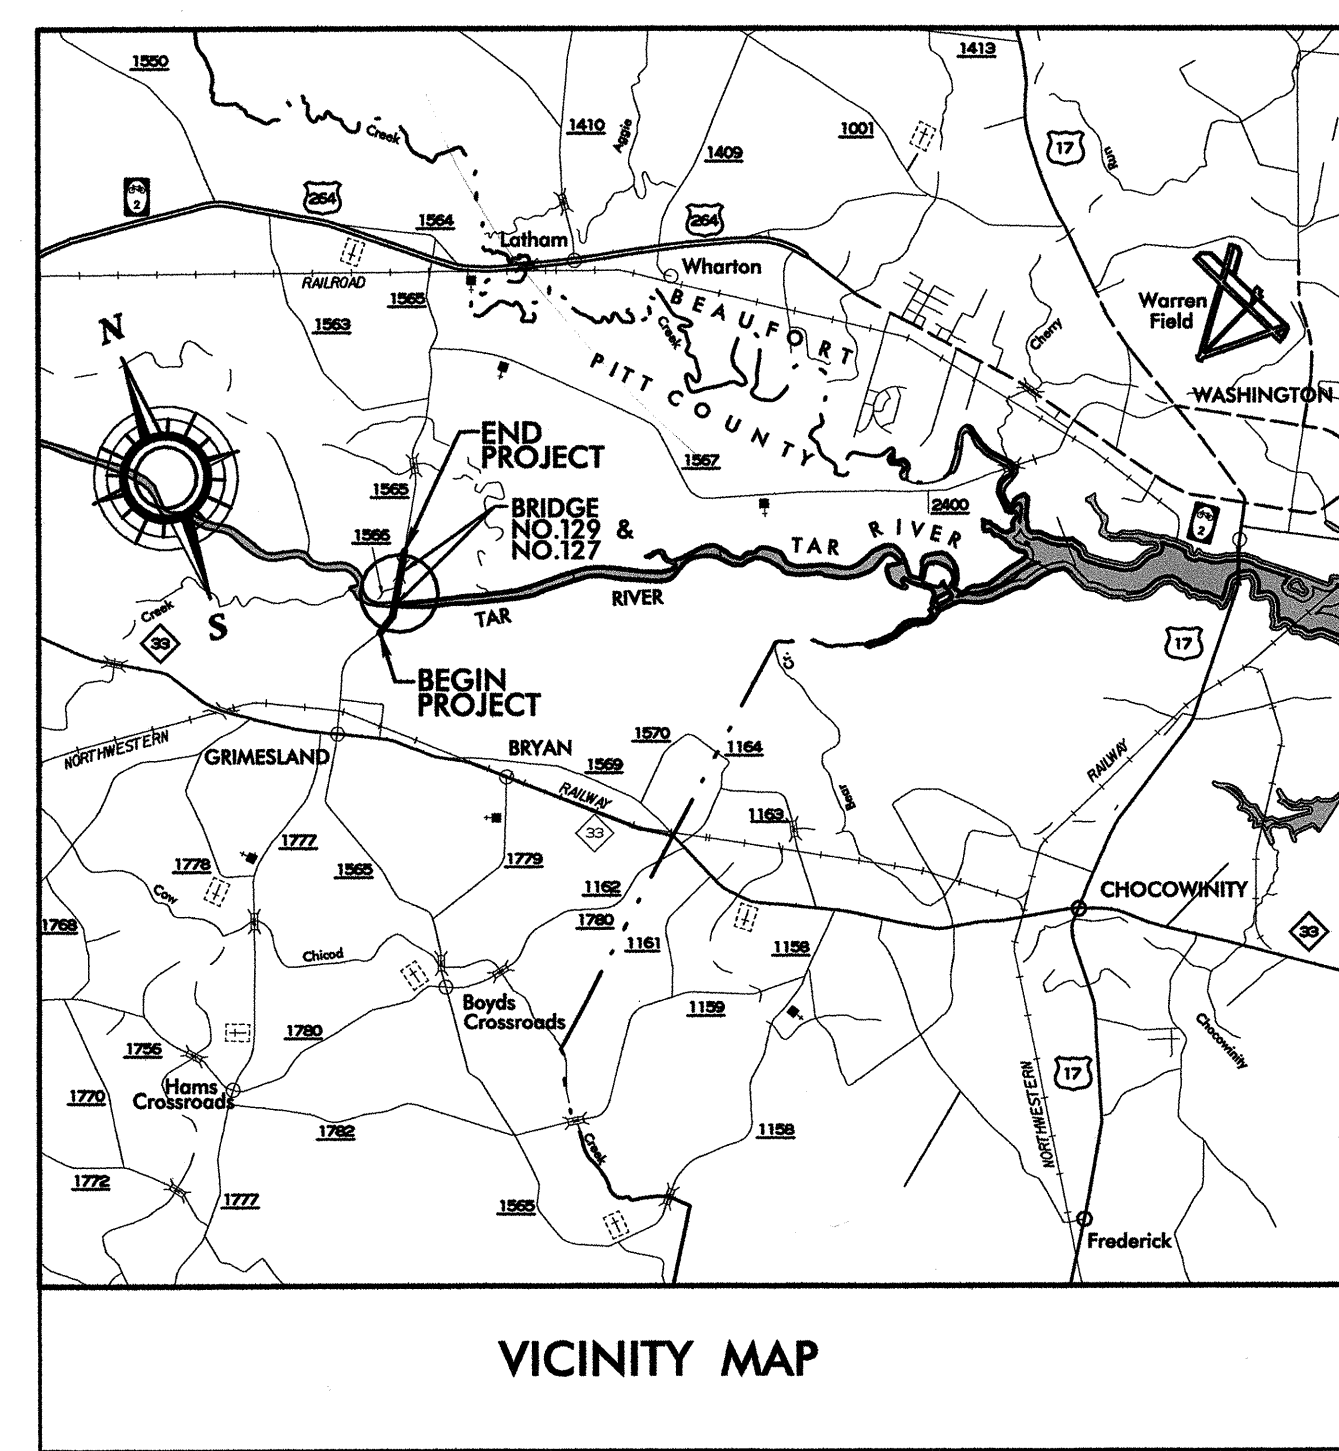 1550
1413
Creek
1410
Aggie
1409
1001
17
Run
2
264
1564
264
Latham
Wharton
RAILROAD
1565
1563
BEAUFORT
Creek
Cherry
Warren
Field
N
PITT COUNTY
WASHINGTON
END
PROJECT
1567
1565
BRIDGE
NO.129 &
NO.127
1566
2400
2
TAR RIVER
TAR RIVER
Creek
S
33
17
BEGIN
PROJECT
NORTHWESTERN
GRIMESLAND
BRYAN
1570
1164
1569
RAILWAY
RAILWAY
Bear
33
1163
1777
1778
1565
1779
1162
CHOCOWINITY
Cow
1768
1780
1161
1158
33
Chicod
Boyds
Crossroads
1159
1780
1756
Chocowinity
Hams
Crossroads
1770
17
1782
NORTHWESTERN
1158
Creek
1772
1777
1565
Frederick
VICINITY MAP